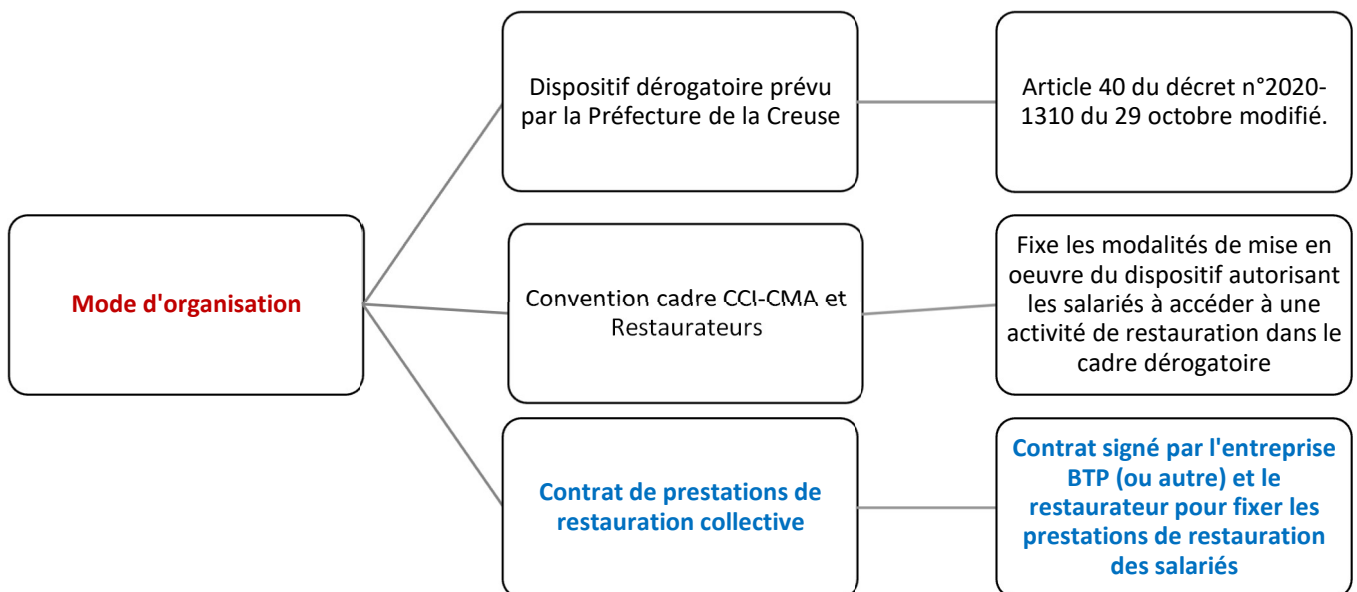 Mode d'organisation
Dispositif dérogatoire prévu
par la Préfecture de la Creuse
Article 40 du décret n°2020-
1310 du 29 octobre modifié.
Convention cadre CCI-CMA et
Restaurateurs
Fixe les modalités de mise en
oeuvre du dispositif autorisant
les salariés à accéder à une
activité de restauration dans le
cadre dérogatoire
Contrat de prestations de
restauration collective
Contrat signé par l'entreprise
BTP (ou autre) et le
restaurateur pour fixer les
prestations de restauration
des salariés